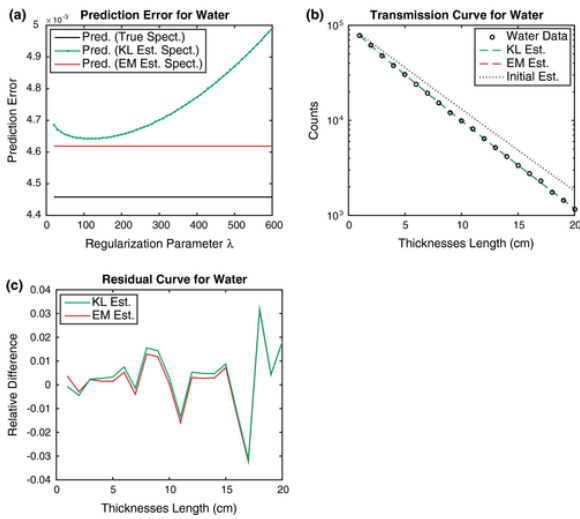 (a)
Prediction Error for Water
×10⁻³
5
4.9
4.8
4.7
4.6
4.5
4.4
Prediction Error
Pred. (True Spect.)
Pred. (KL Est. Spect.)
Pred. (EM Est. Spect.)
0 100 200 300 400 500 600
Regularization Parameter λ
(b)
Transmission Curve for Water
10⁵
10⁴
10³
Counts
Water Data
KL Est.
EM Est.
Initial Est.
0 5 10 15 20
Thicknesses Length (cm)
(c)
Residual Curve for Water
0.04
0.03
0.02
0.01
0
-0.01
-0.02
-0.03
-0.04
Relative Difference
KL Est.
EM Est.
0 5 10 15 20
Thicknesses Length (cm)